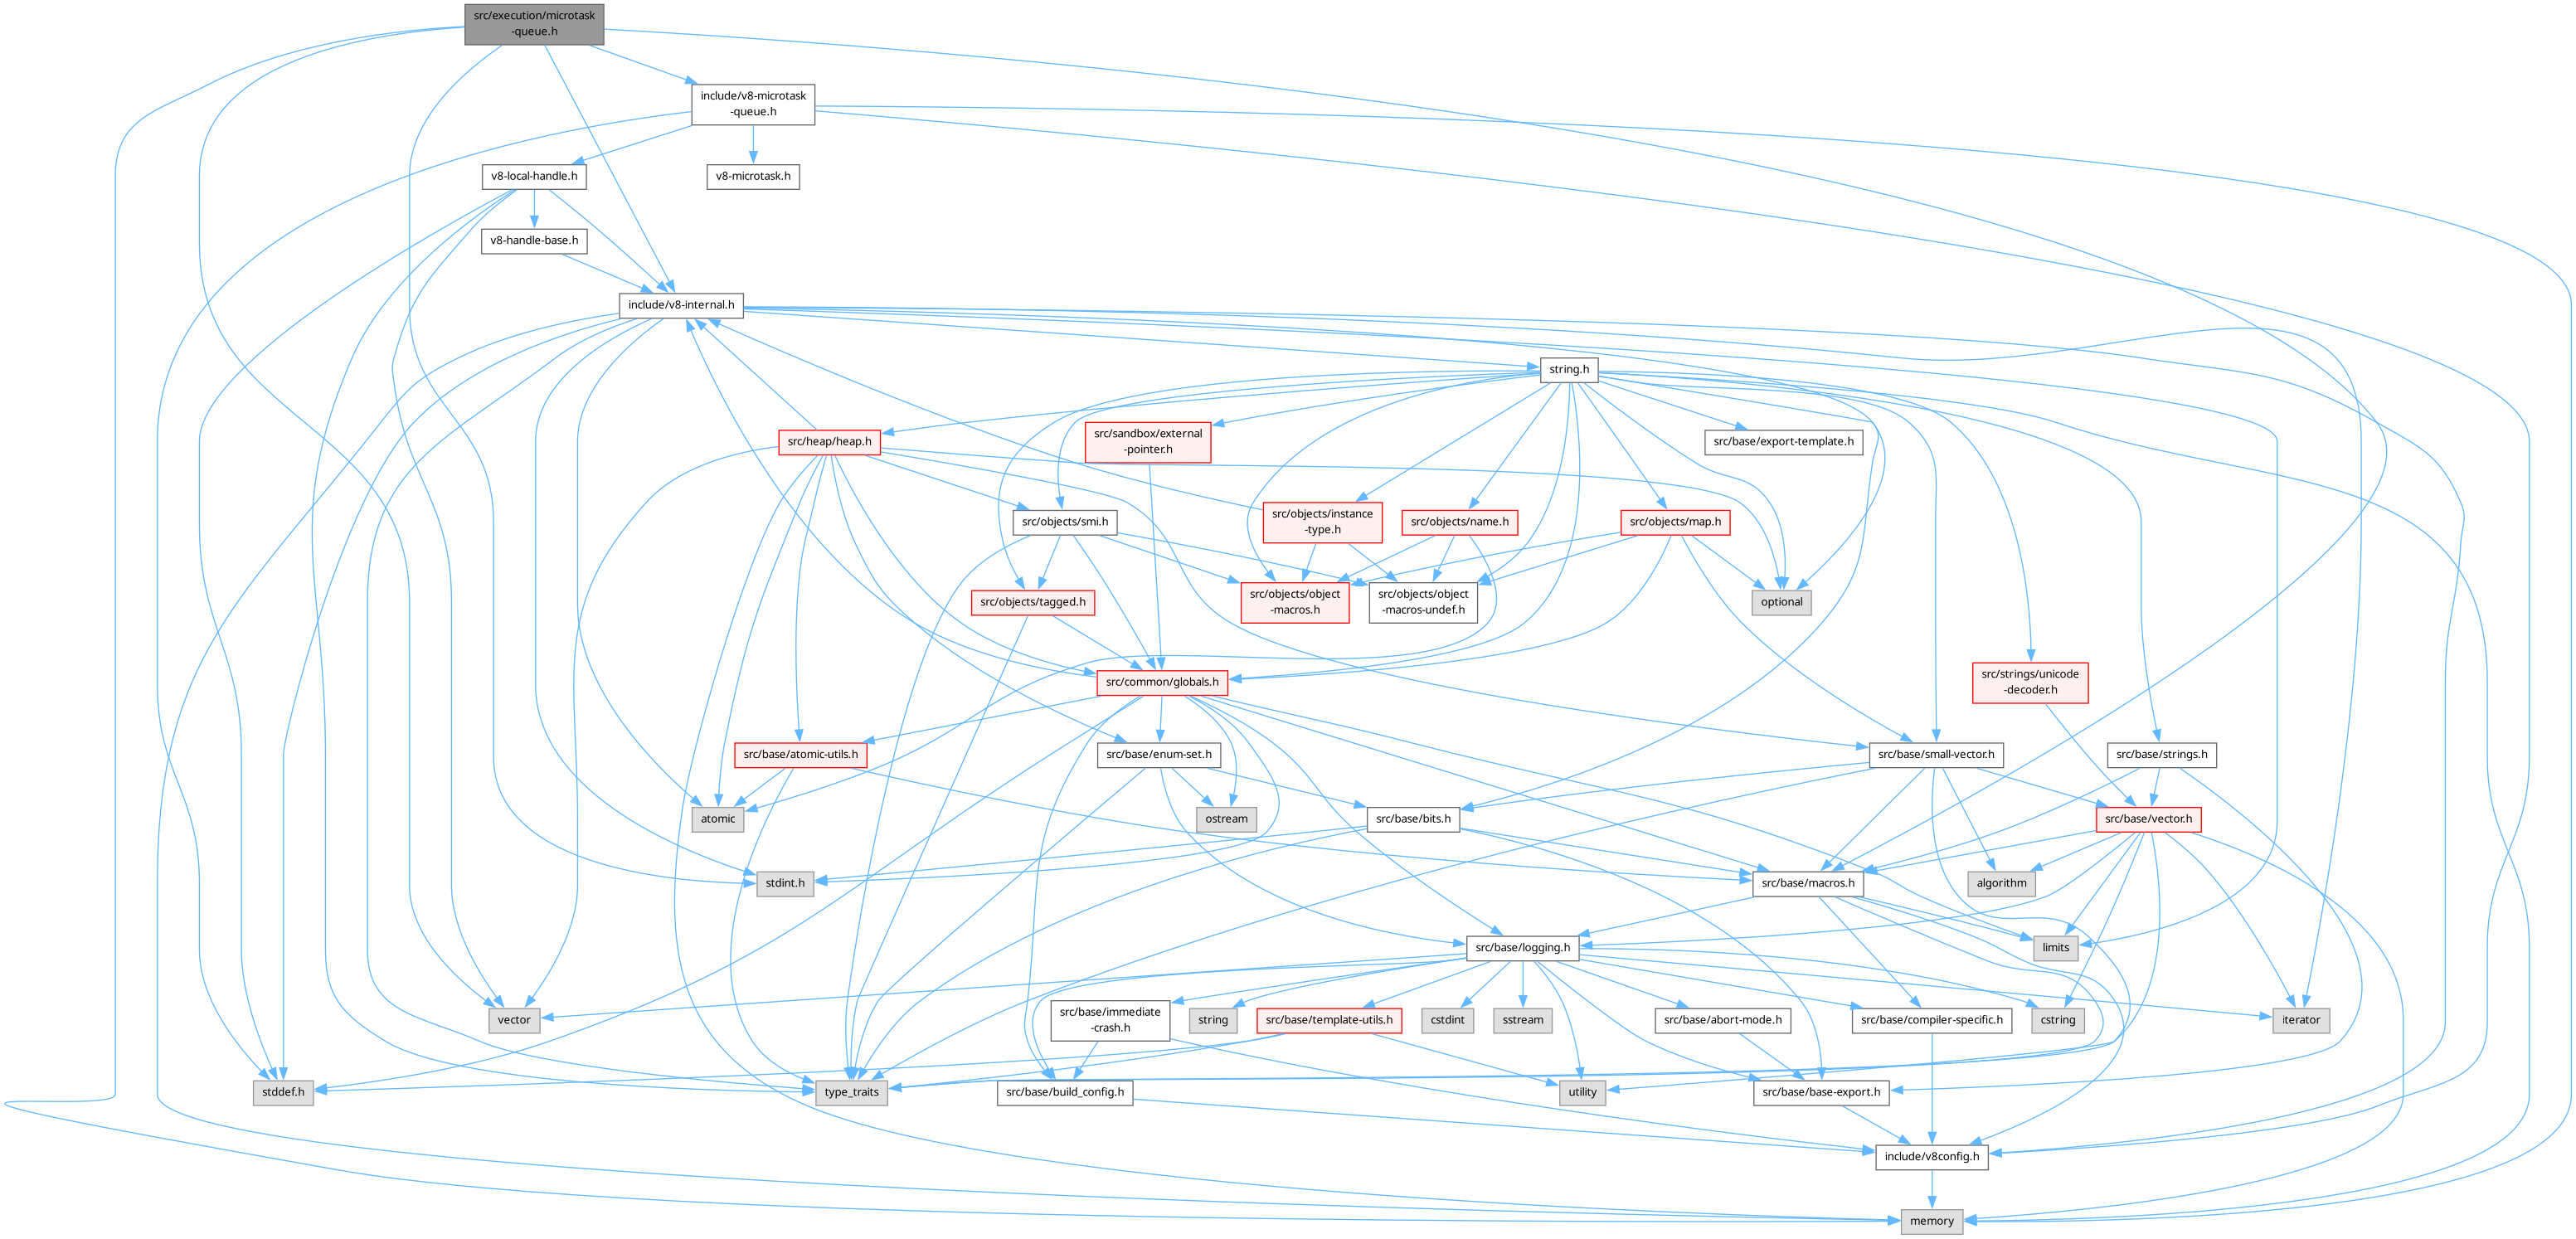 src/execution/microtask
-queue.h
include/v8-microtask
-queue.h
v8-local-handle.h
v8-microtask.h
v8-handle-base.h
include/v8-internal.h
string.h
src/heap/heap.h
src/sandbox/external
-pointer.h
src/base/export-template.h
src/objects/smi.h
src/objects/instance
-type.h
src/objects/name.h
src/objects/map.h
src/objects/tagged.h
src/objects/object
-macros.h
src/objects/object
-macros-undef.h
optional
src/common/globals.h
src/strings/unicode
-decoder.h
src/base/atomic-utils.h
src/base/enum-set.h
src/base/small-vector.h
src/base/strings.h
atomic
ostream
src/base/bits.h
src/base/vector.h
stdint.h
src/base/macros.h
algorithm
src/base/logging.h
limits
vector
src/base/immediate
-crash.h
string
src/base/template-utils.h
cstdint
sstream
src/base/abort-mode.h
src/base/compiler-specific.h
cstring
iterator
stddef.h
type_traits
src/base/build_config.h
utility
src/base/base-export.h
include/v8config.h
memory